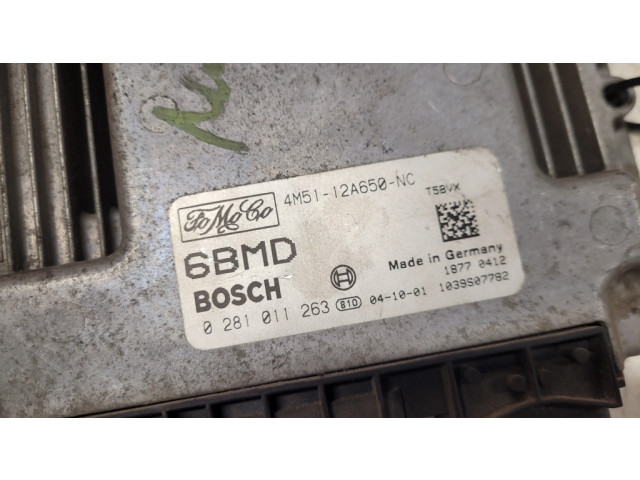 FoMoCo 4M51-12A650-NC T5BVX
6BMD
Made in Germany
1877 0412
BOSCH
0 281 011 263 B10 04-10-01 1039S07782